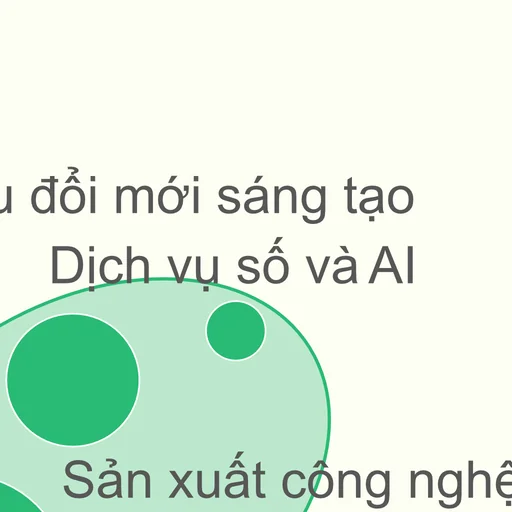 đổi mới sáng tạo
Dịch vụ số và AI
Sản xuất công nghệ